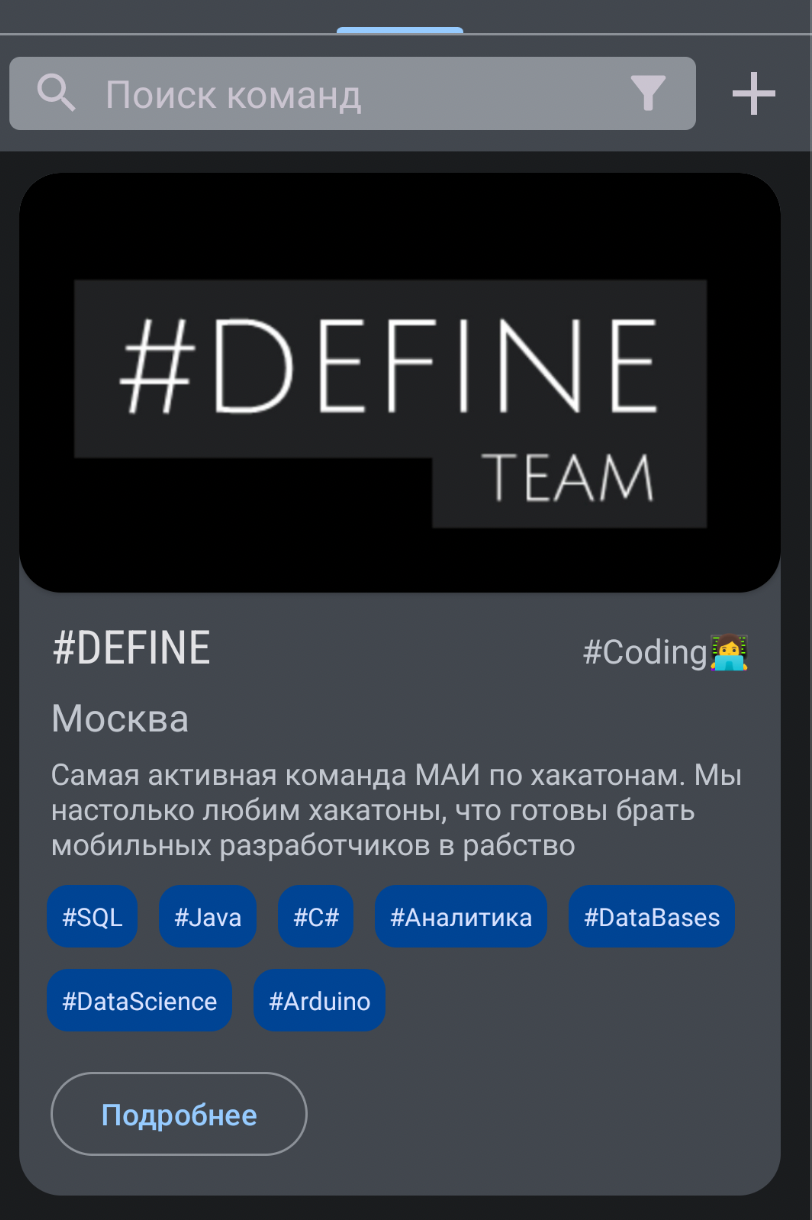 Поиск команд
#DEFINE
TEAM
#DEFINE
#Coding👩‍💻
Москва
Самая активная команда МАИ по хакатонам. Мы
настолько любим хакатоны, что готовы брать
мобильных разработчиков в рабство
#SQL #Java #C# #Аналитика #DataBases
#DataScience #Arduino
Подробнее